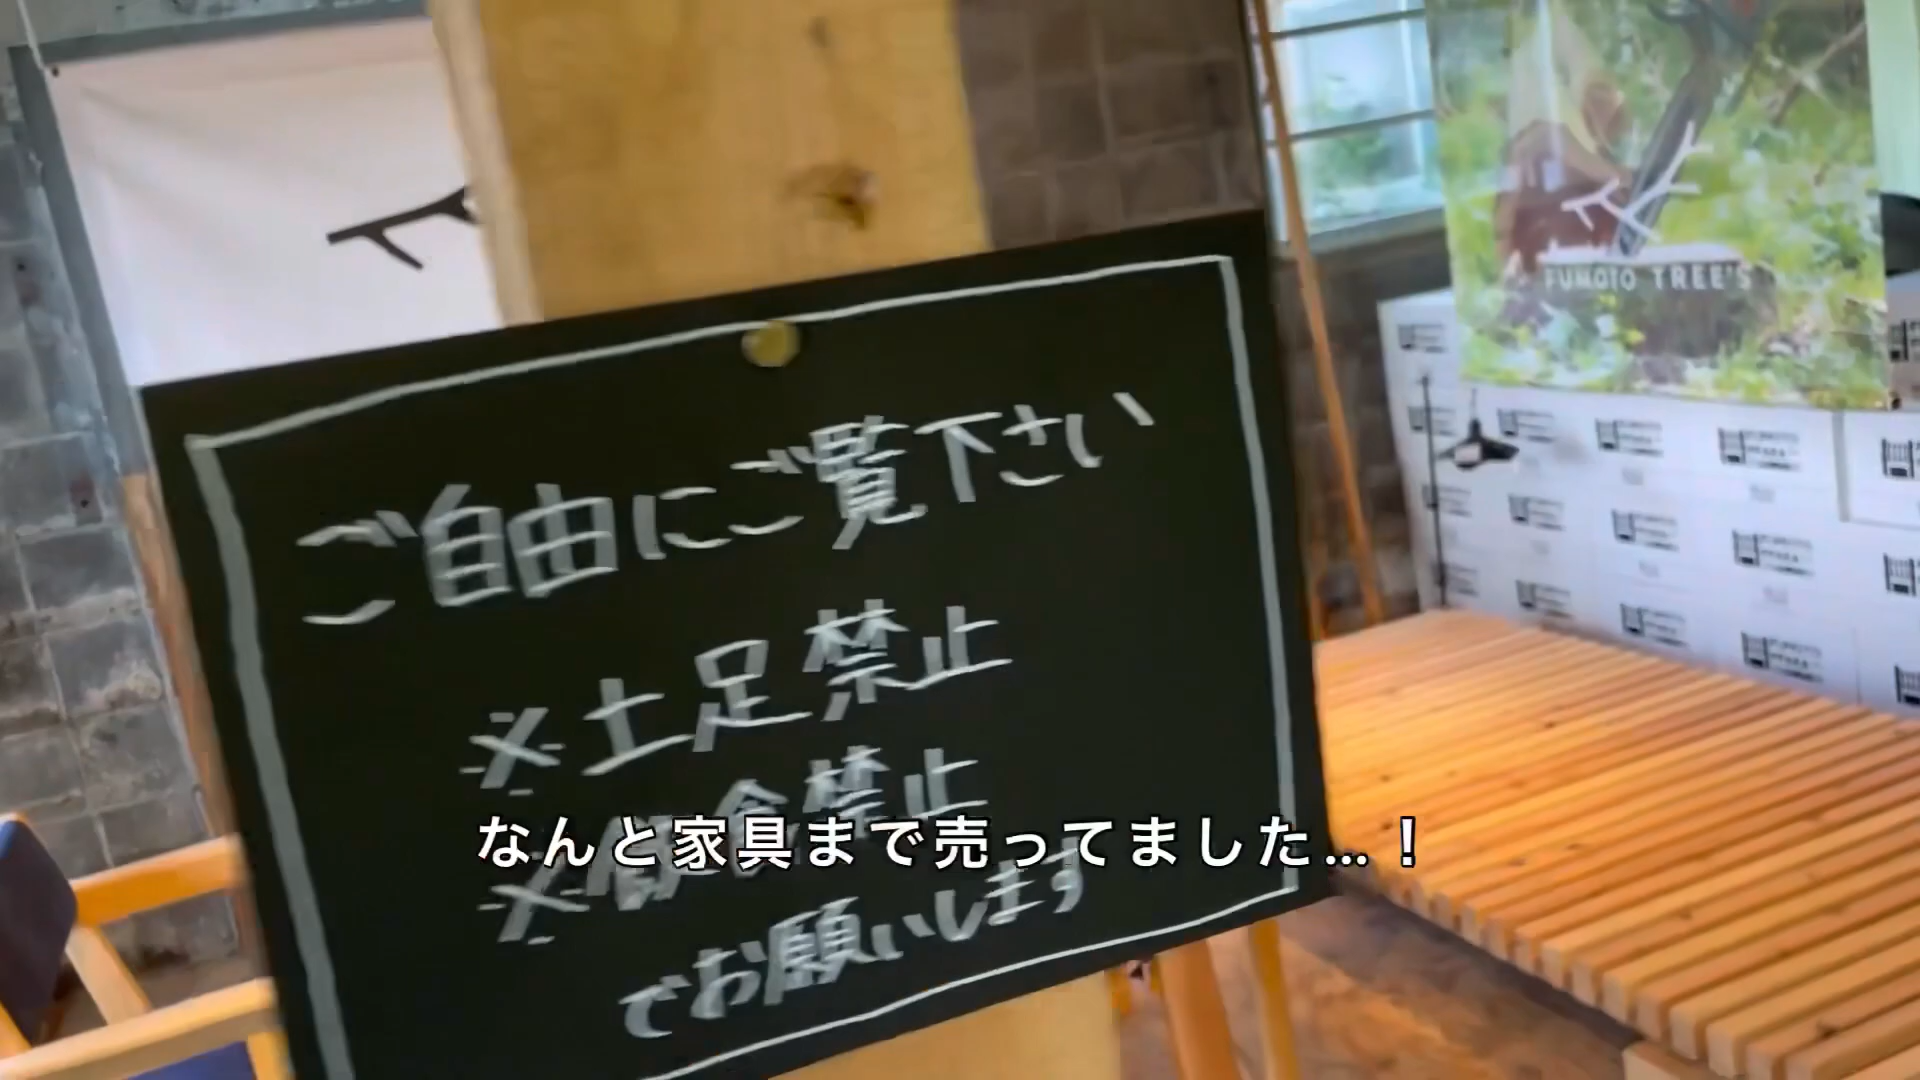 FUMOTO TREE'S
ご自由にご覧下さい
※土足禁止
※飲食禁止
でお願いします
なんと家具まで売ってました…！